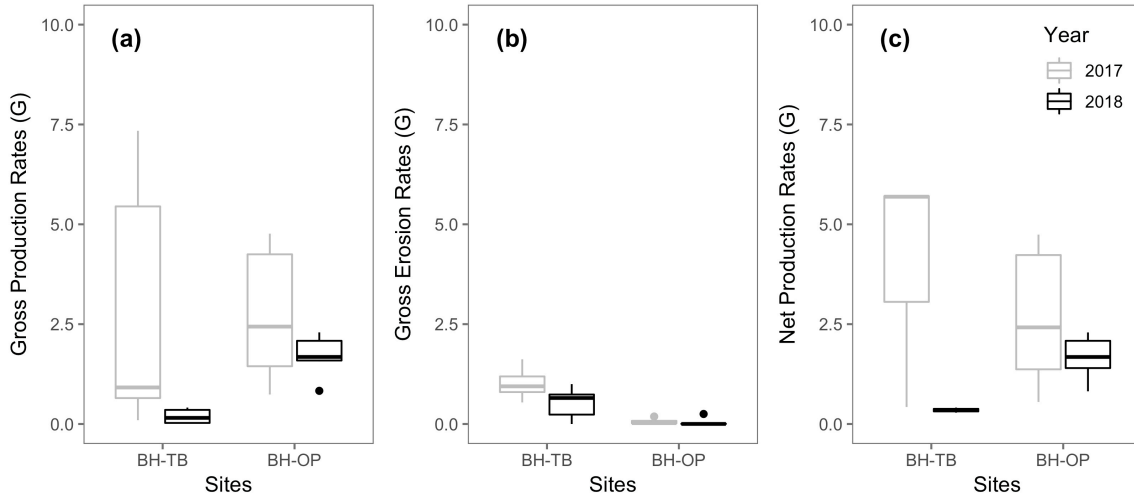 (a)
Gross Production Rates (G)
10.0
7.5
5.0
2.5
0.0
BH-TB
BH-OP
Sites
(b)
Gross Erosion Rates (G)
10.0
7.5
5.0
2.5
0.0
BH-TB
BH-OP
Sites
(c)
Net Production Rates (G)
10.0
7.5
5.0
2.5
0.0
BH-TB
BH-OP
Sites
Year
2017
2018